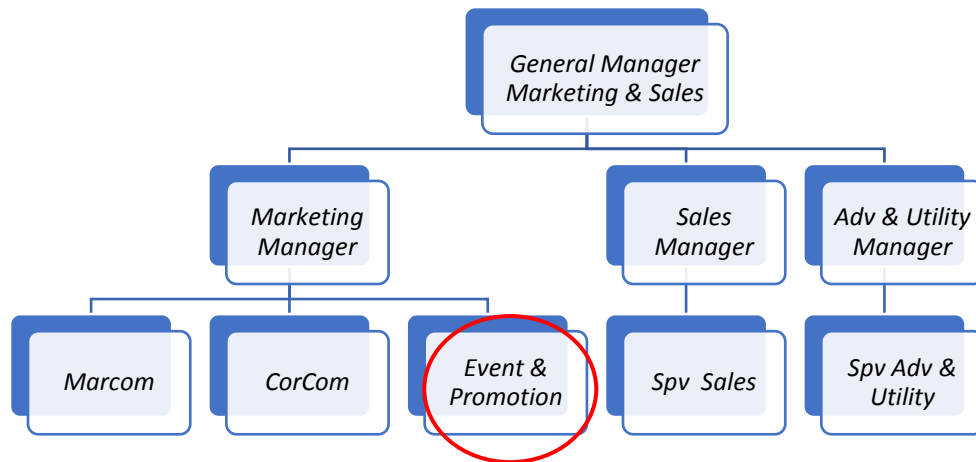 General Manager
Marketing & Sales
Marketing
Manager
Sales
Manager
Adv & Utility
Manager
Marcom
CorCom
Event &
Promotion
Spv  Sales
Spv Adv &
Utility